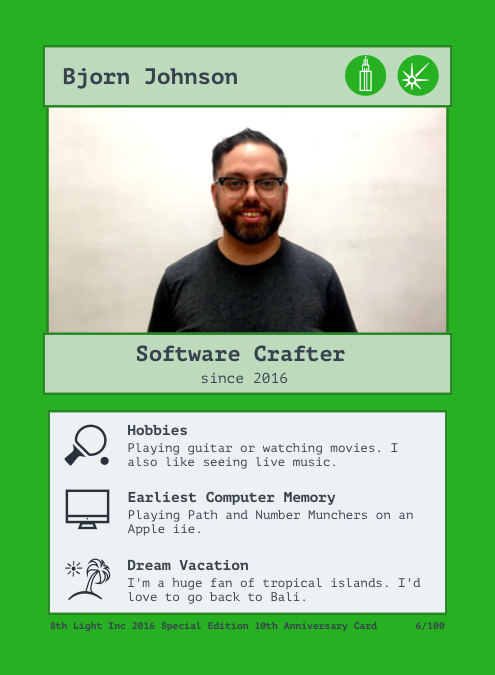 Bjorn Johnson
Software Crafter
since 2016
Hobbies
Playing guitar or watching movies. I
also like seeing live music.
Earliest Computer Memory
Playing Path and Number Munchers on an
Apple iie.
Dream Vacation
I'm a huge fan of tropical islands. I'd
love to go back to Bali.
8th Light Inc 2016 Special Edition 10th Anniversary Card 6/100